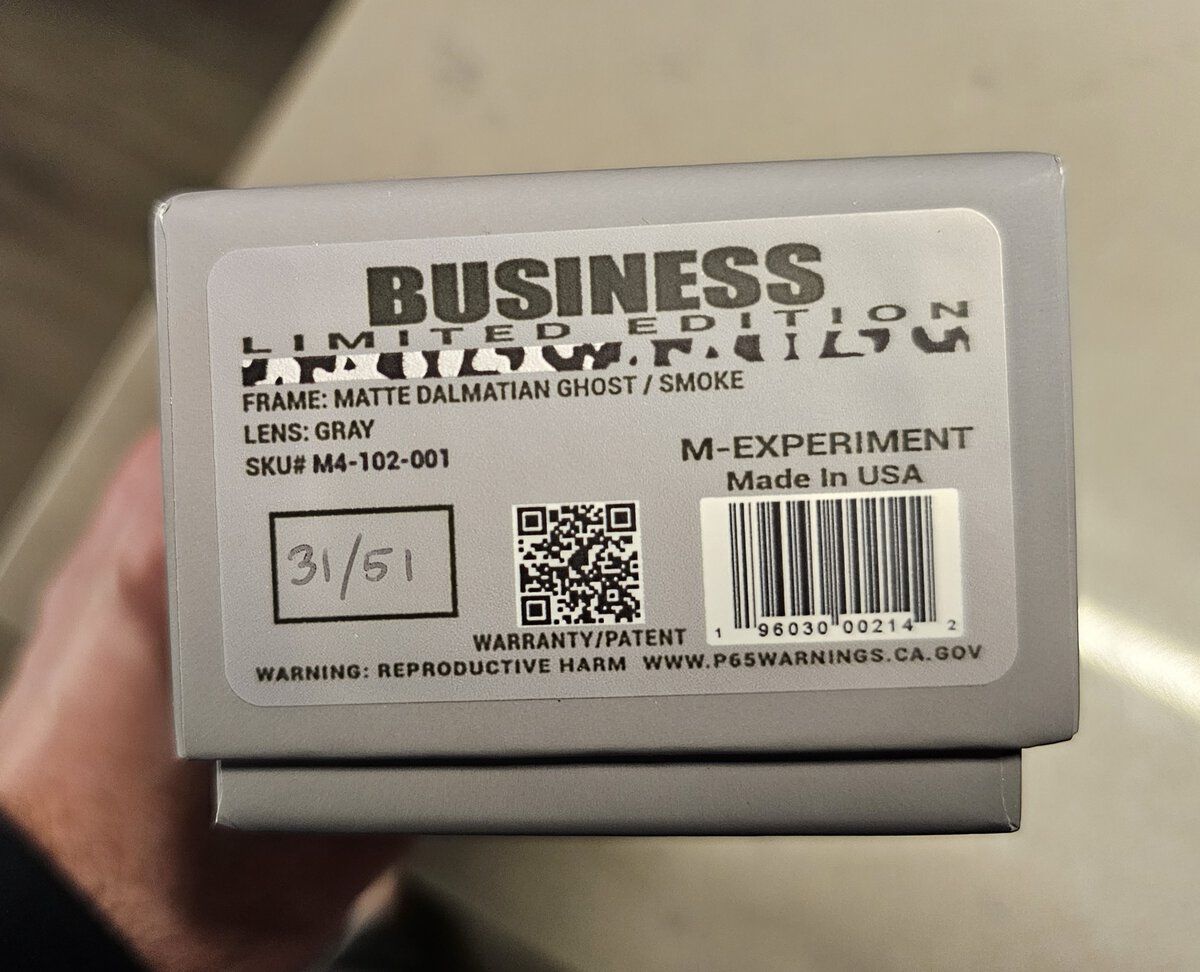 BUSINESS
LIMITED EDITION
FRAME: MATTE DALMATIAN GHOST / SMOKE
LENS: GRAY
SKU# M4-102-001
M-EXPERIMENT
Made In USA
31/51
1 96030 00214 2
WARRANTY/PATENT
WARNING: REPRODUCTIVE HARM WWW.P65WARNINGS.CA.GOV